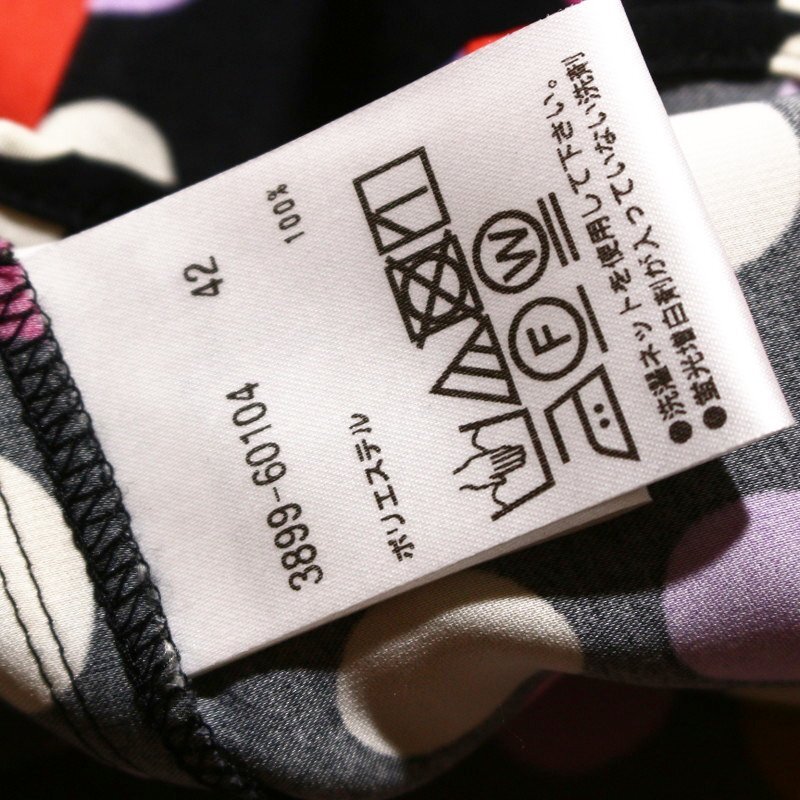 3899-60104 42
ポリエステル 100%
F W
●洗濯ネットを使用して下さい。
●蛍光増白剤が入っていない洗剤